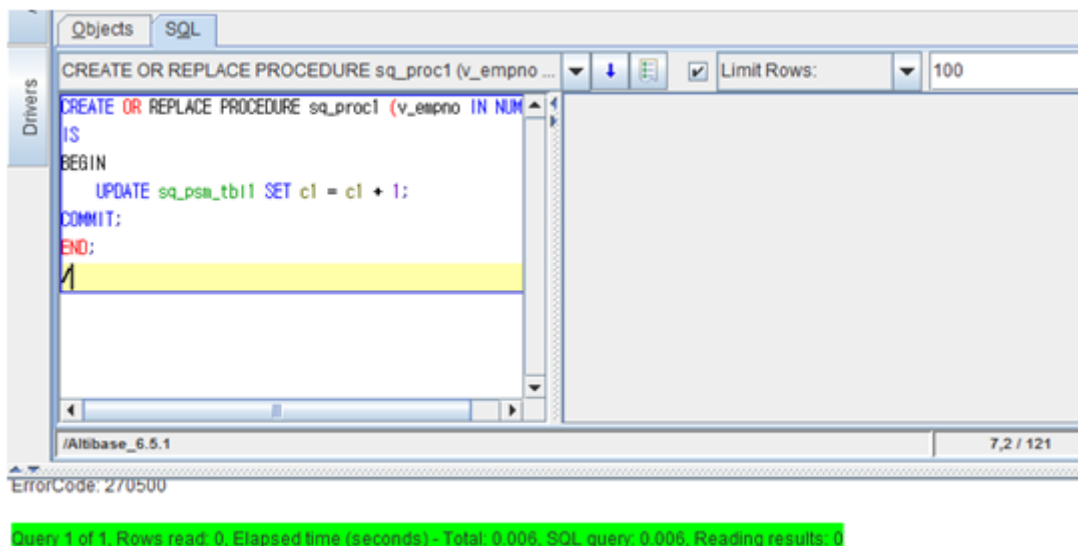 Objects SQL
Drivers
CREATE OR REPLACE PROCEDURE sq_proc1 (v_empno ... Limit Rows: 100
CREATE OR REPLACE PROCEDURE sq_proc1 (v_empno IN NUM
IS
BEGIN
UPDATE sq_psm_tbl1 SET c1 = c1 + 1;
COMMIT;
END;
/
/Altibase_6.5.1 7,2 / 121
ErrorCode: 270500
Query 1 of 1, Rows read: 0, Elapsed time (seconds) - Total: 0.006, SQL query: 0.006, Reading results: 0